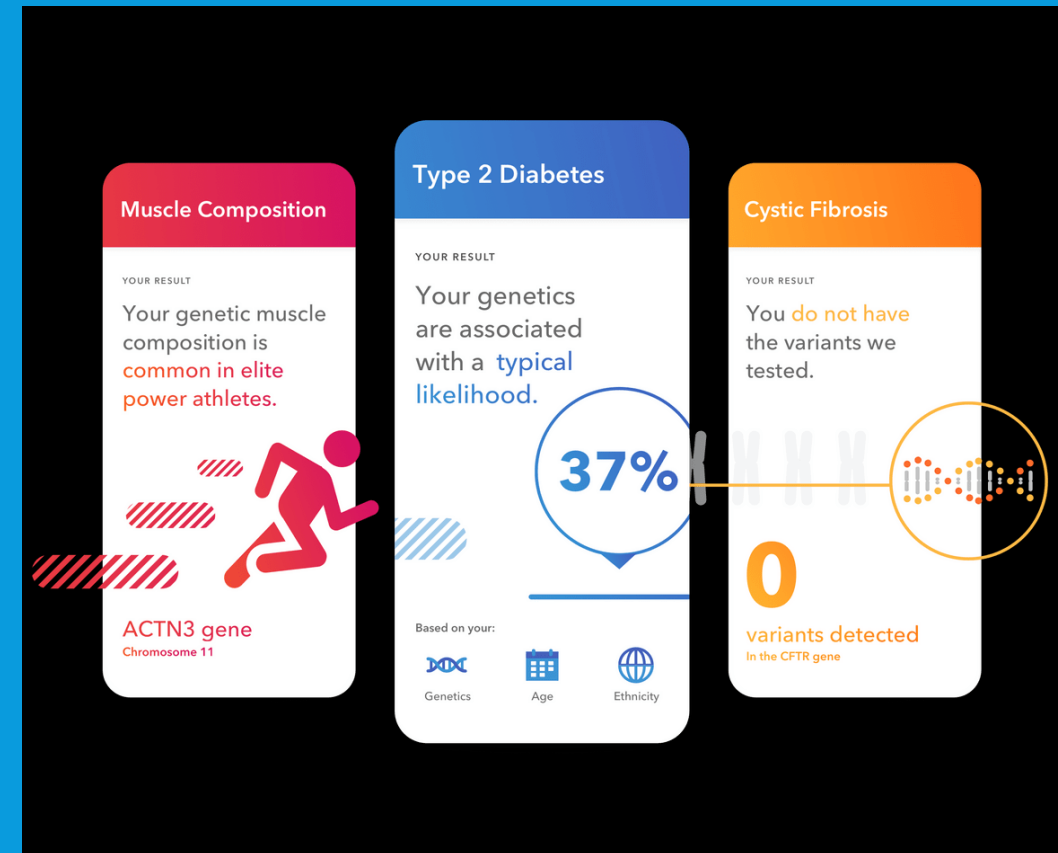 Muscle Composition
YOUR RESULT
Your genetic muscle
composition is
common in elite
power athletes.
ACTN3 gene
Chromosome 11
Type 2 Diabetes
YOUR RESULT
Your genetics
are associated
with a typical
likelihood.
37%
Based on your:
Genetics Age Ethnicity
Cystic Fibrosis
YOUR RESULT
You do not have
the variants we
tested.
0
variants detected
In the CFTR gene